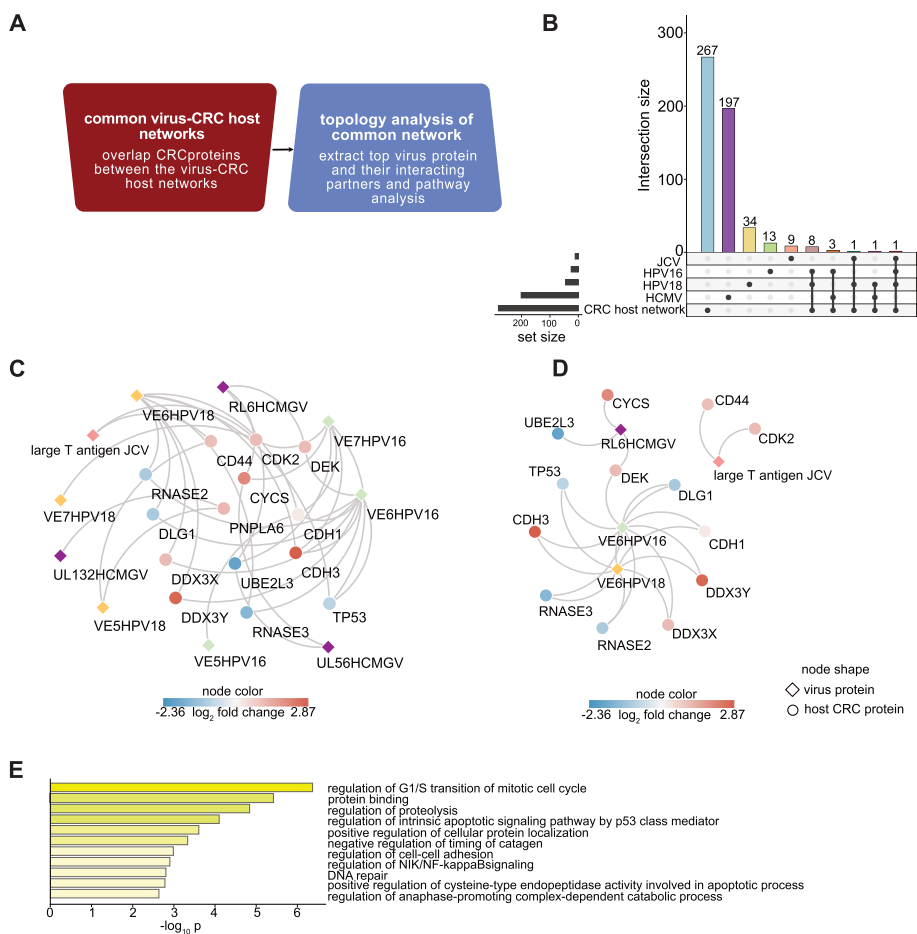 A
common virus-CRC host
networks
overlap CRCproteins
between the virus-CRC
host networks
topology analysis of
common network
extract top virus protein
and their interacting
partners and pathway
analysis
B
Intersection size
300
200
100
0
267
197
34
13
9
8
3
1
1
1
JCV
HPV16
HPV18
HCMV
CRC host network
200
100
0
set size
C
VE6HPV18
RL6HCMGV
large T antigen JCV
VE7HPV16
CD44
CDK2
DEK
RNASE2
CYCS
VE7HPV18
PNPLA6
VE6HPV16
DLG1
CDH1
UL132HCMGV
DDX3X
UBE2L3
CDH3
VE5HPV18
DDX3Y
RNASE3
TP53
VE5HPV16
UL56HCMGV
node color
-2.36 log2 fold change 2.87
D
CYCS
CD44
UBE2L3
RL6HCMGV
CDK2
TP53
DEK
large T antigen JCV
DLG1
CDH3
VE6HPV16
CDH1
VE6HPV18
DDX3Y
RNASE3
RNASE2
DDX3X
node color
-2.36 log2 fold change 2.87
node shape
virus protein
host CRC protein
E
regulation of G1/S transition of mitotic cell cycle
protein binding
regulation of proteolysis
regulation of intrinsic apoptotic signaling pathway by p53 class mediator
positive regulation of cellular protein localization
negative regulation of timing of catagen
regulation of cell-cell adhesion
regulation of NIK/NF-kappaBsignaling
DNA repair
positive regulation of cysteine-type endopeptidase activity involved in apoptotic process
regulation of anaphase-promoting complex-dependent catabolic process
0 1 2 3 4 5 6
-log10 p